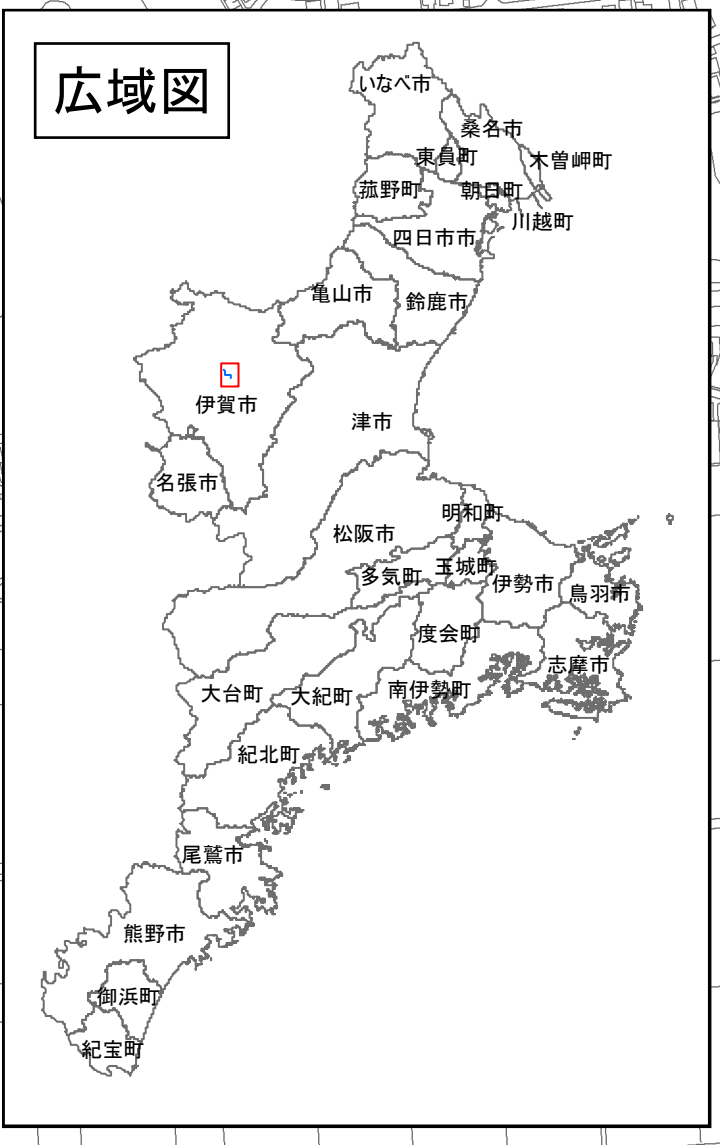 広域図
いなべ市
桑名市
東員町
木曽岬町
菰野町
朝日町
川越町
四日市市
亀山市
鈴鹿市
伊賀市
津市
名張市
明和町
松阪市
玉城町
多気町
伊勢市
鳥羽市
度会町
志摩市
大台町
大紀町
南伊勢町
紀北町
尾鷲市
熊野市
御浜町
紀宝町